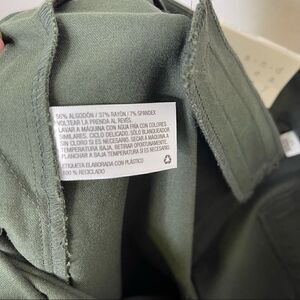 56% ALGODÓN / 37% RAYÓN / 7% SPANDEX
VOLTEAR LA PRENDA AL REVÉS.
LAVAR A MÁQUINA CON AGUA FRÍA CON COLORES
SIMILARES. CICLO DELICADO. SÓLO BLANQUEADOR
SIN CLORO SI ES NECESARIO. SECAR A MÁQUINA A
TEMPERATURA BAJA. RETIRAR OPORTUNAMENTE.
PLANCHAR A BAJA TEMPERATURA SI ES NECESARIO.
ETIQUETA ELABORADA CON PLÁSTICO
100 % RECICLADO